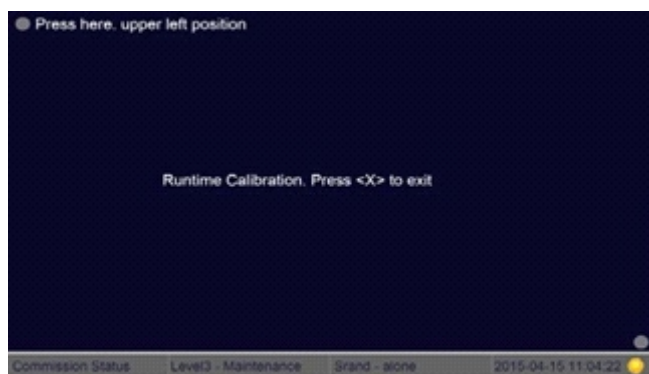 Press here. upper left position
Runtime Calibration. Press <X> to exit
Commission Status Level3 - Maintenance Srand - alone 2015-04-15 11:04:22